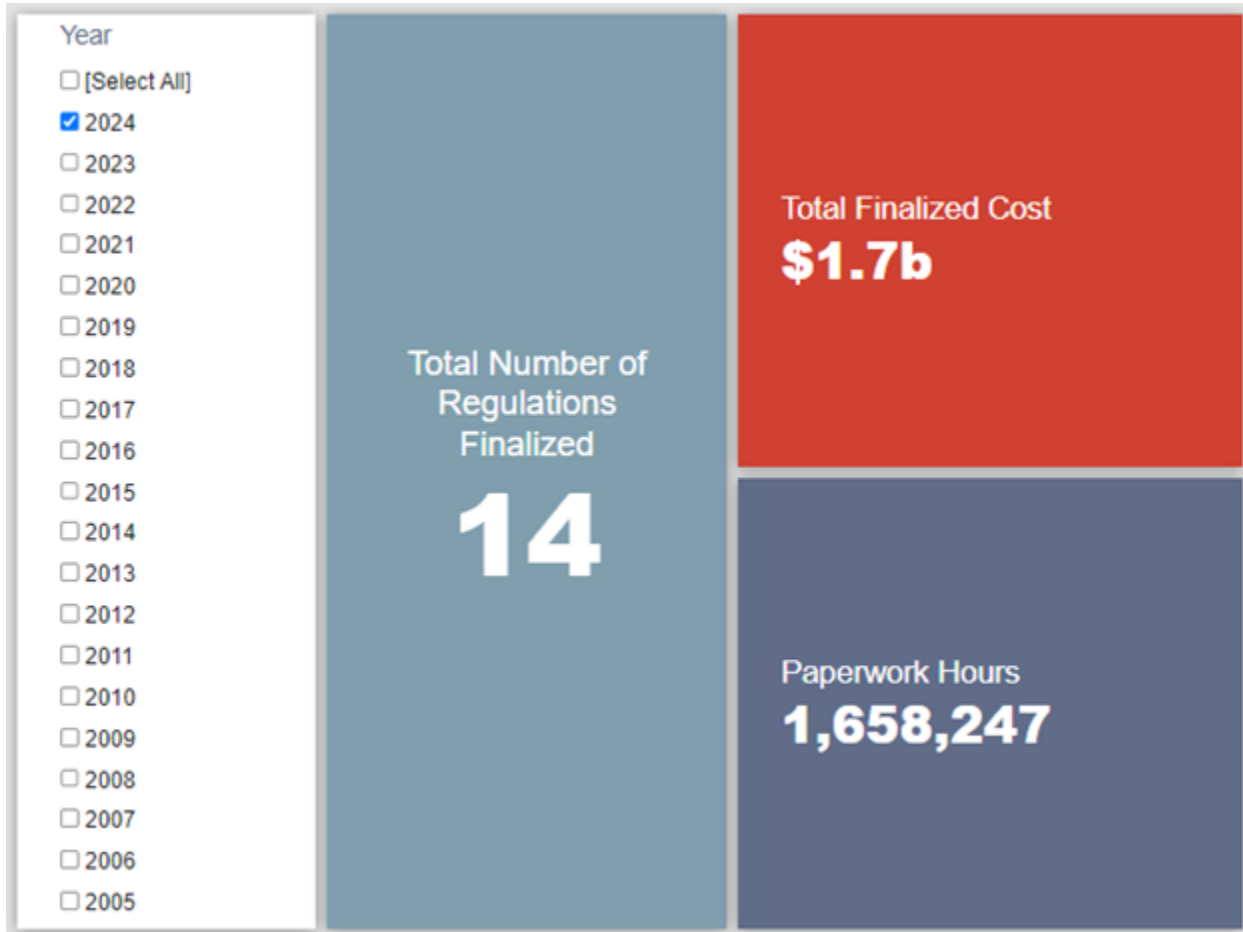 Year
[Select All]
2024
2023
2022
2021
2020
2019
2018
2017
2016
2015
2014
2013
2012
2011
2010
2009
2008
2007
2006
2005
Total Number of
Regulations
Finalized
14
Total Finalized Cost
$1.7b
Paperwork Hours
1,658,247